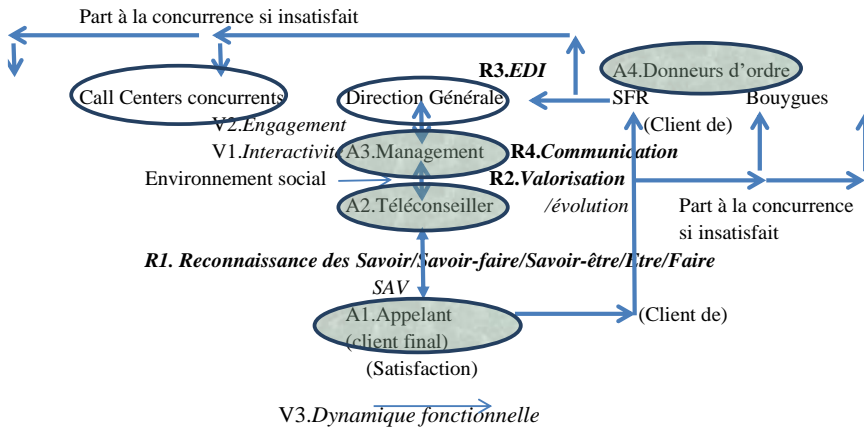 Part à la concurrence si insatisfait
R3.EDI
A4.Donneurs d'ordre
Call Centers concurrents
Direction Générale
SFR
Bouygues
V2.Engagement
(Client de)
V1.Interactivité
A3.Management
R4.Communication
Environnement social
R2.Valorisation
A2.Téléconseiller
/évolution
Part à la concurrence
si insatisfait
R1. Reconnaissance des Savoir/Savoir-faire/Savoir-être/Etre/Faire
SAV
A1.Appelant
(client final)
(Client de)
(Satisfaction)
V3.Dynamique fonctionnelle